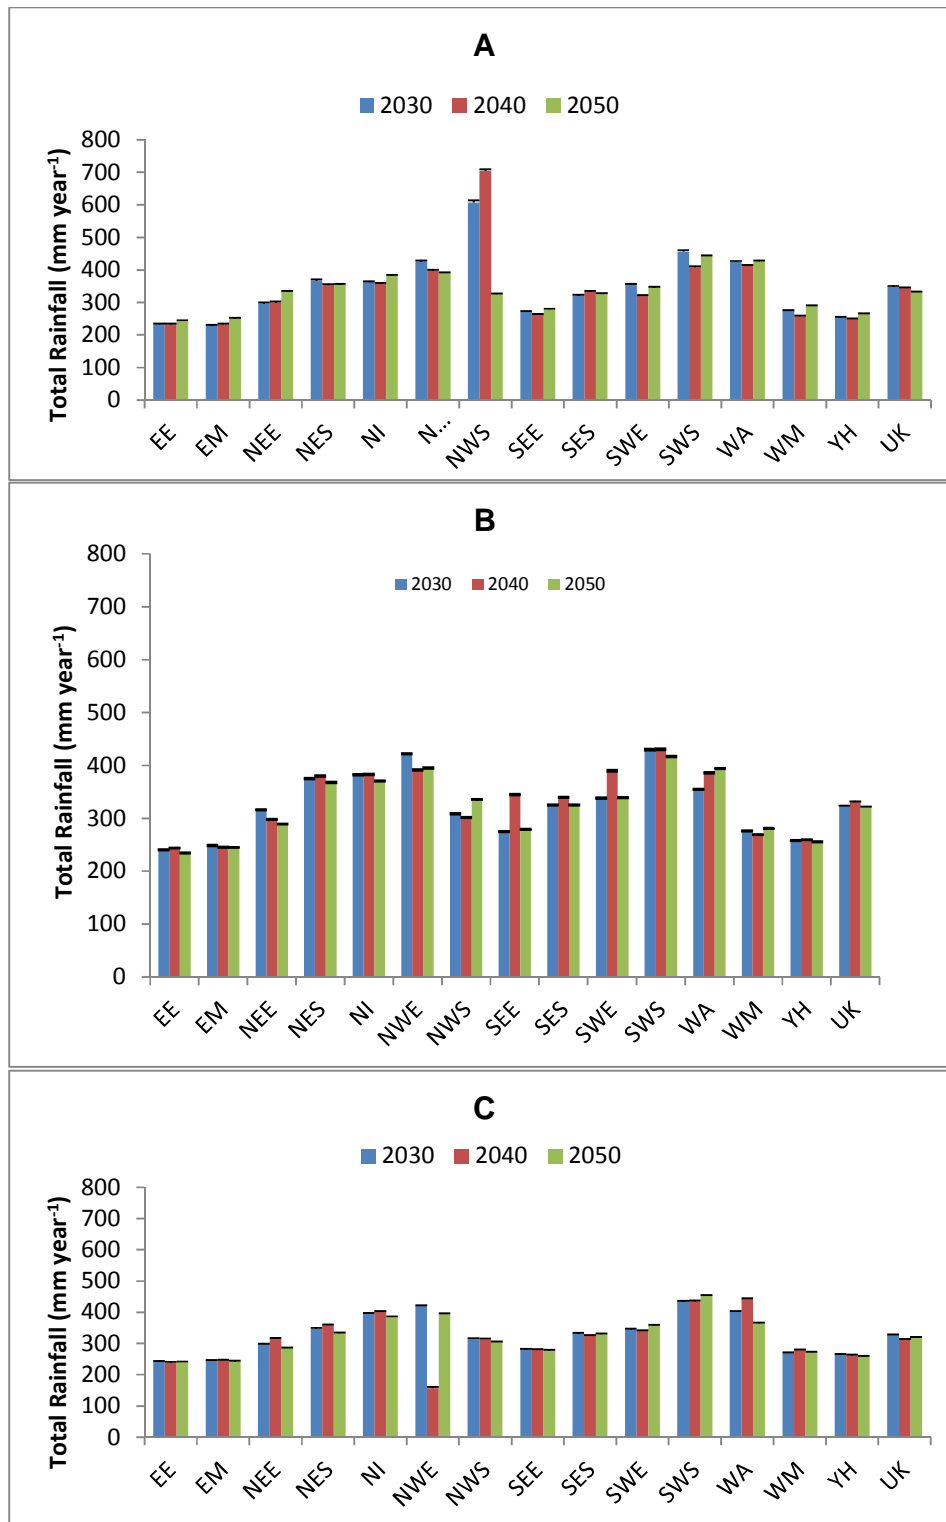 A
2030 2040 2050
Total Rainfall (mm year-1)
800
700
600
500
400
300
200
100
0
EE EM NEE NES NI N... NWS SEE SES SWE SWS WA WM YH UK
B
2030 2040 2050
Total Rainfall (mm year-1)
800
700
600
500
400
300
200
100
0
EE EM NEE NES NI NWE NWS SEE SES SWE SWS WA WM YH UK
C
2030 2040 2050
Total Rainfall (mm year-1)
800
700
600
500
400
300
200
100
0
EE EM NEE NES NI NWE NWS SEE SES SWE SWS WA WM YH UK